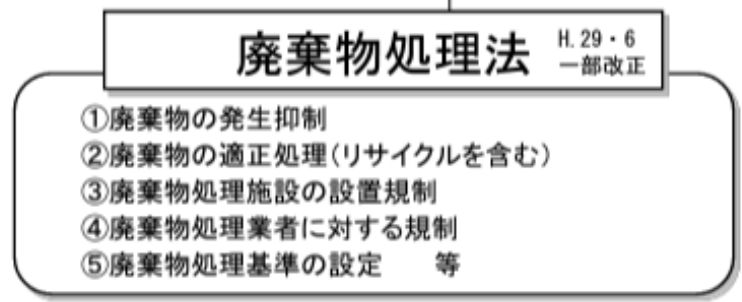 廃棄物処理法 H.29・6
一部改正
①廃棄物の発生抑制
②廃棄物の適正処理(リサイクルを含む)
③廃棄物処理施設の設置規制
④廃棄物処理業者に対する規制
⑤廃棄物処理基準の設定　等